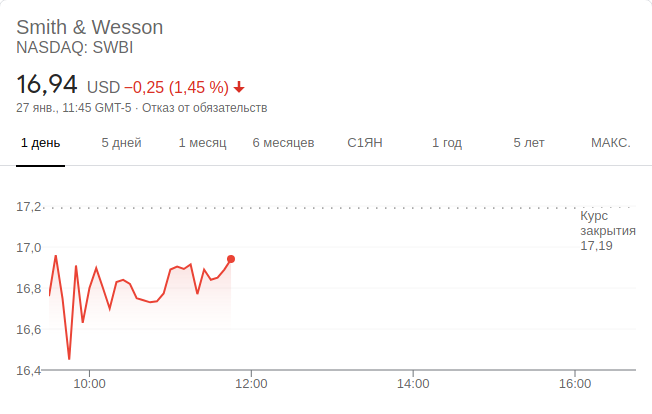 Smith & Wesson
NASDAQ: SWBI
16,94 USD −0,25 (1,45 %)
27 янв., 11:45 GMT-5 · Отказ от обязательств
1 день 5 дней 1 месяц 6 месяцев С1ЯН 1 год 5 лет МАКС.
17,2
Курс
закрытия
17,19
17,0
16,8
16,6
16,4
10:00 12:00 14:00 16:00